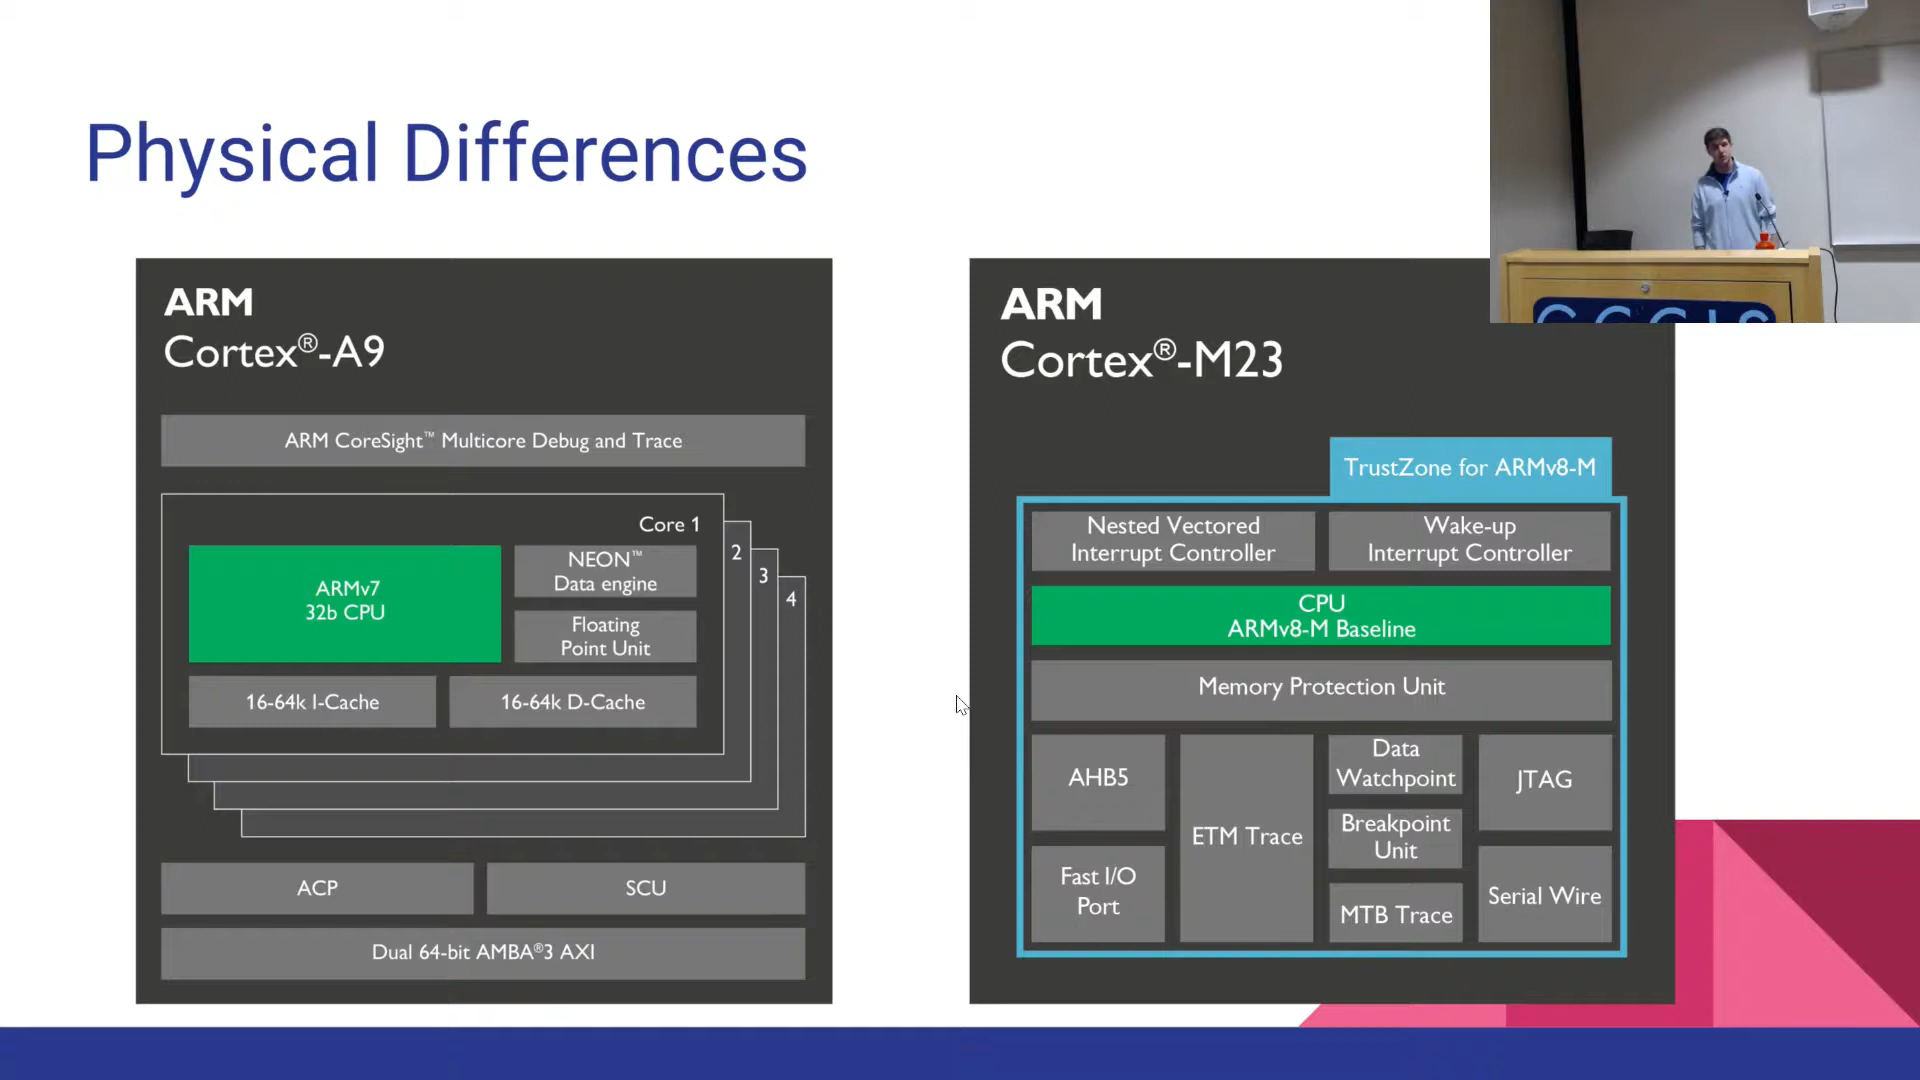 Physical Differences
ARM
Cortex®-A9
ARM CoreSight™ Multicore Debug and Trace
Core 1
2
3
4
ARMv7
32b CPU
NEON™
Data engine
Floating
Point Unit
16-64k I-Cache
16-64k D-Cache
ACP
SCU
Dual 64-bit AMBA®3 AXI
ARM
Cortex®-M23
TrustZone for ARMv8-M
Nested Vectored
Interrupt Controller
Wake-up
Interrupt Controller
CPU
ARMv8-M Baseline
Memory Protection Unit
AHB5
Fast I/O
Port
ETM Trace
Data
Watchpoint
Breakpoint
Unit
MTB Trace
JTAG
Serial Wire